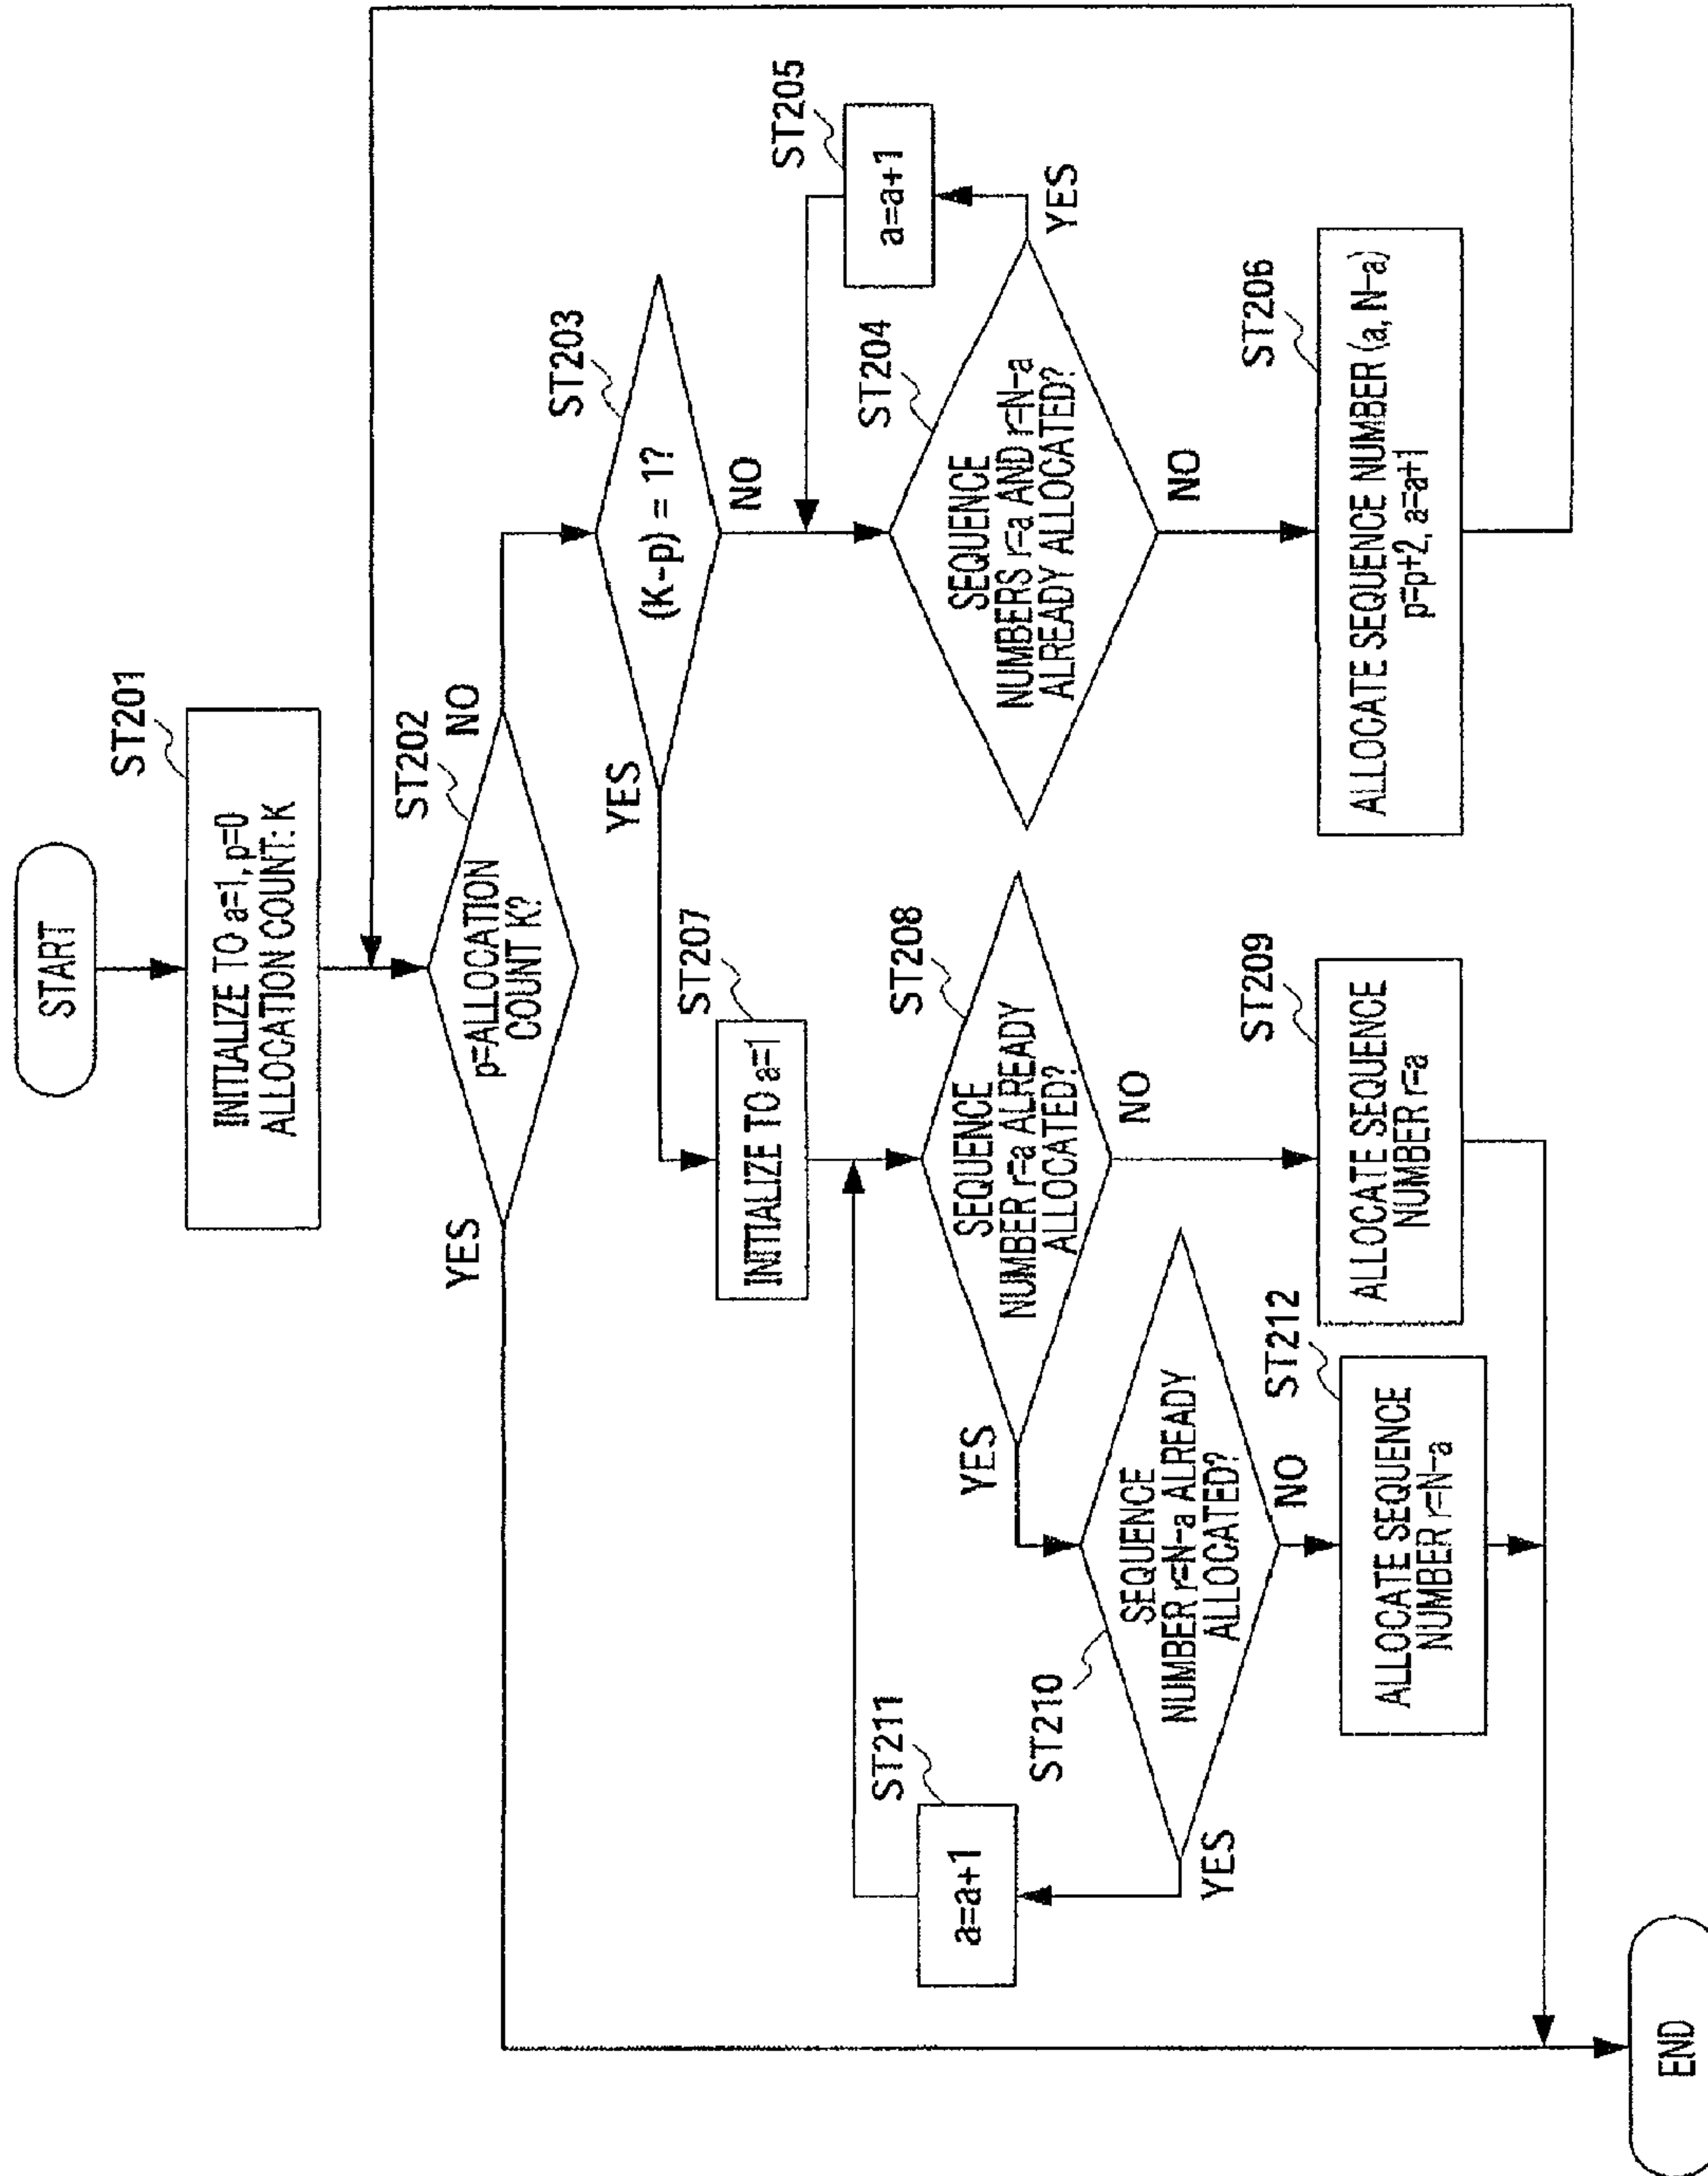 START
ST201
INITIALIZE TO a=1, p=0
ALLOCATION COUNT: K
ST202
p=ALLOCATION
COUNT K?
YES
NO
ST203
(K-p) = 1?
YES
NO
ST204
SEQUENCE
NUMBERS r=a AND r=N-a
ALREADY ALLOCATED?
YES
NO
ST205
a=a+1
ST206
ALLOCATE SEQUENCE NUMBER (a, N-a)
p=p+2, a=a+1
ST207
INITIALIZE TO a=1
ST208
SEQUENCE
NUMBER r=a ALREADY
ALLOCATED?
YES
NO
ST209
ALLOCATE SEQUENCE
NUMBER r=a
ST210
SEQUENCE
NUMBER r=N-a ALREADY
ALLOCATED?
YES
NO
ST211
a=a+1
ST212
ALLOCATE SEQUENCE
NUMBER r=N-a
END